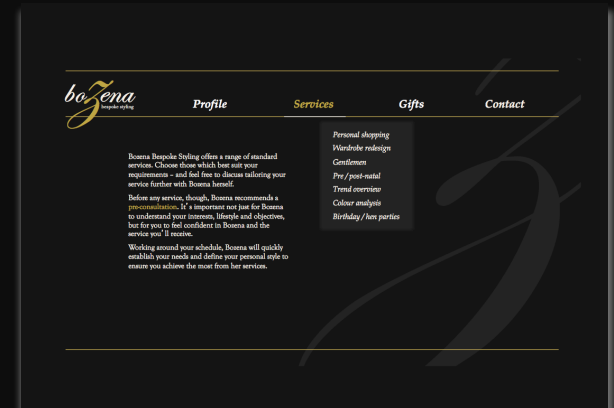 bozena
bespoke styling
Profile
Services
Gifts
Contact
Personal shopping
Wardrobe redesign
Gentlemen
Pre / post-natal
Trend overview
Colour analysis
Birthday / hen parties
Bozena Bespoke Styling offers a range of standard
services. Choose those which best suit your
requirements – and feel free to discuss tailoring your
service further with Bozena herself.
Before any service, though, Bozena recommends a
pre-consultation. It's important not just for Bozena
to understand your interests, lifestyle and objectives,
but for you to feel confident in Bozena and the
service you'll receive.
Working around your schedule, Bozena will quickly
establish your needs and define your personal style to
ensure you achieve the most from her services.